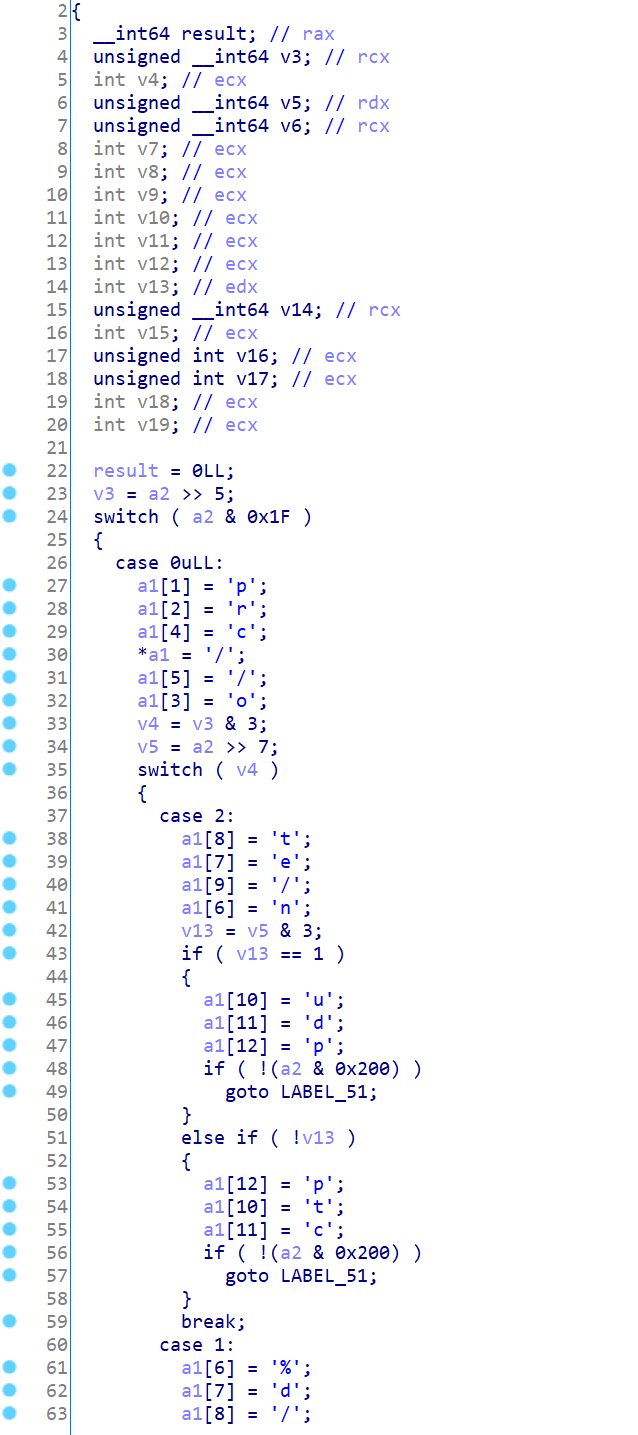 2 {
3 __int64 result; // rax
4 unsigned __int64 v3; // rcx
5 int v4; // ecx
6 unsigned __int64 v5; // rdx
7 unsigned __int64 v6; // rcx
8 int v7; // ecx
9 int v8; // ecx
10 int v9; // ecx
11 int v10; // ecx
12 int v11; // ecx
13 int v12; // ecx
14 int v13; // edx
15 unsigned __int64 v14; // rcx
16 int v15; // ecx
17 unsigned int v16; // ecx
18 unsigned int v17; // ecx
19 int v18; // ecx
20 int v19; // ecx
21
22 result = 0LL;
23 v3 = a2 >> 5;
24 switch ( a2 & 0x1F )
25 {
26 case 0uLL:
27 a1[1] = 'p';
28 a1[2] = 'r';
29 a1[4] = 'c';
30 *a1 = '/';
31 a1[5] = '/';
32 a1[3] = 'o';
33 v4 = v3 & 3;
34 v5 = a2 >> 7;
35 switch ( v4 )
36 {
37 case 2:
38 a1[8] = 't';
39 a1[7] = 'e';
40 a1[9] = '/';
41 a1[6] = 'n';
42 v13 = v5 & 3;
43 if ( v13 == 1 )
44 {
45 a1[10] = 'u';
46 a1[11] = 'd';
47 a1[12] = 'p';
48 if ( !(a2 & 0x200) )
49 goto LABEL_51;
50 }
51 else if ( !v13 )
52 {
53 a1[12] = 'p';
54 a1[10] = 't';
55 a1[11] = 'c';
56 if ( !(a2 & 0x200) )
57 goto LABEL_51;
58 }
59 break;
60 case 1:
61 a1[6] = '%';
62 a1[7] = 'd';
63 a1[8] = '/';